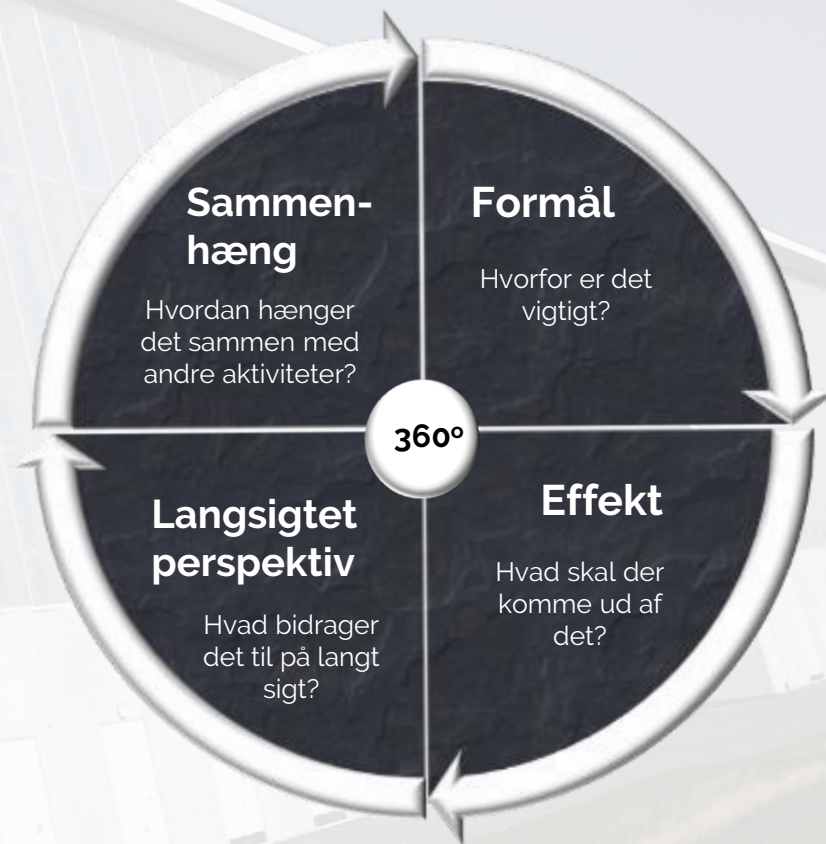 Sammen-
hæng
Hvordan hænger
det sammen med
andre aktiviteter?
Formål
Hvorfor er det
vigtigt?
360º
Langsigtet
perspektiv
Hvad bidrager
det til på langt
sigt?
Effekt
Hvad skal der
komme ud af
det?